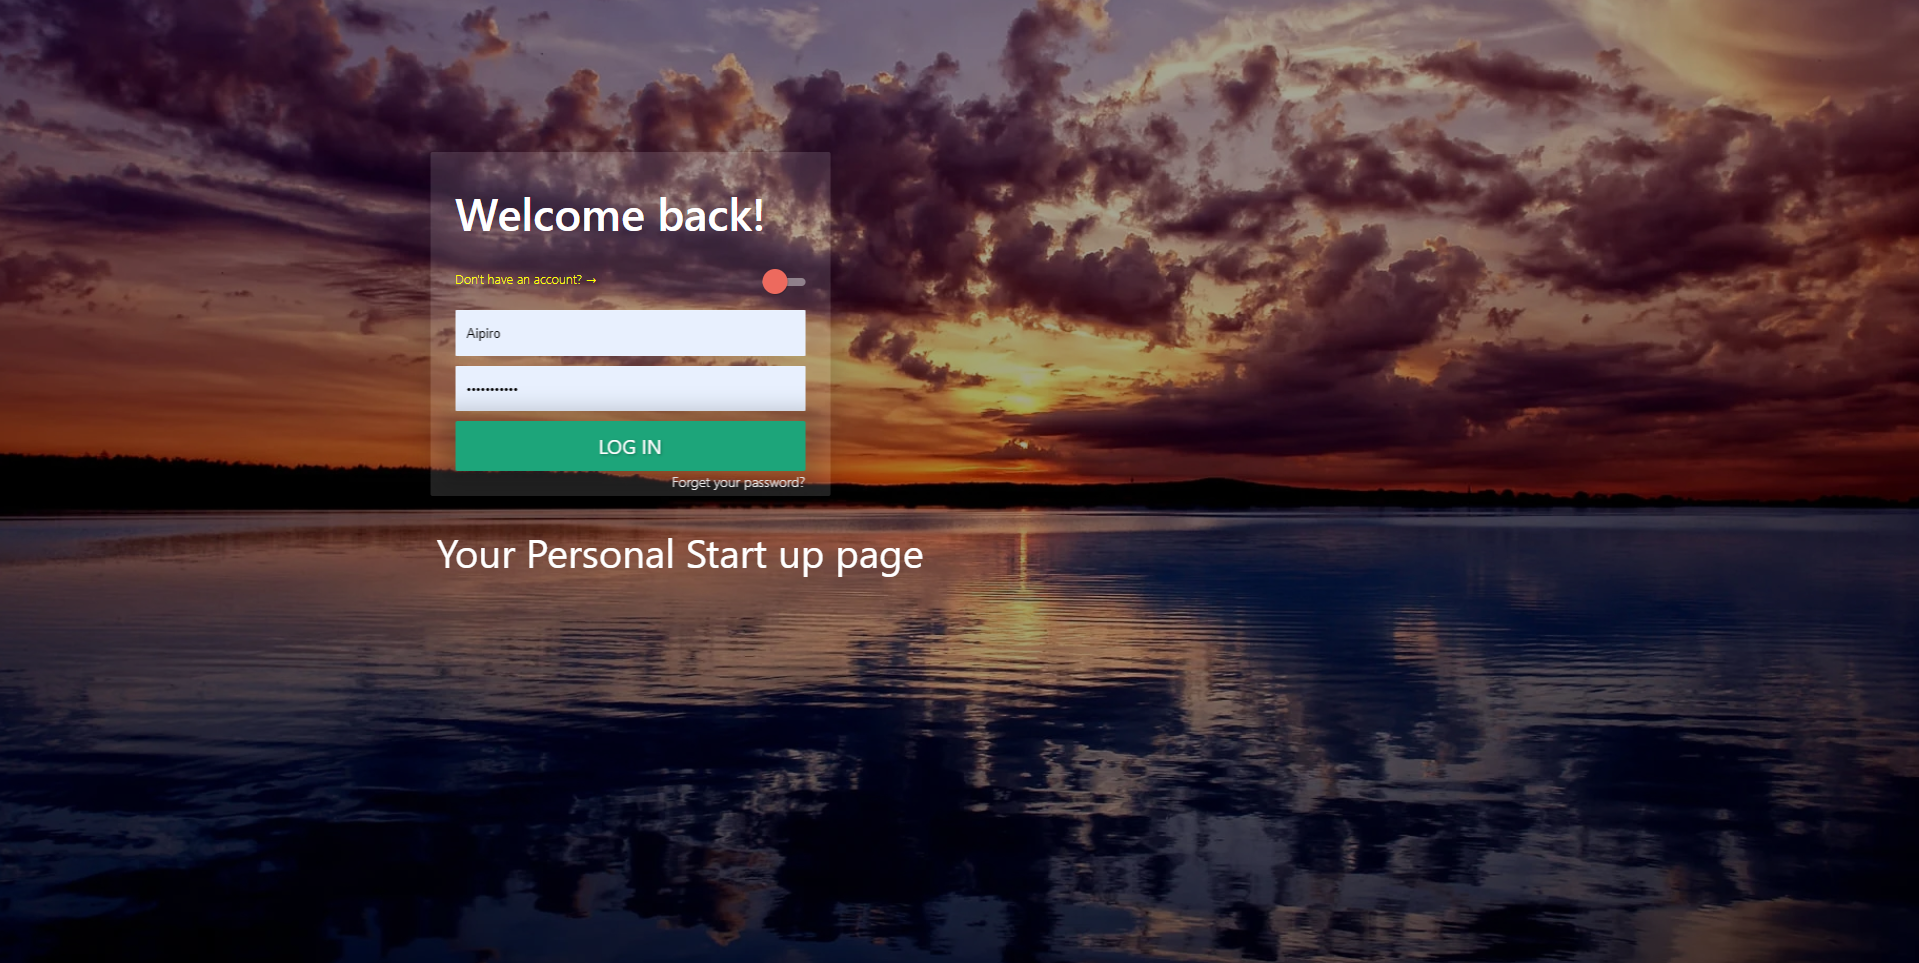 Welcome back!
Don't have an account? →
Aipiro
•••••••••••
LOG IN
Forget your password?
Your Personal Start up page